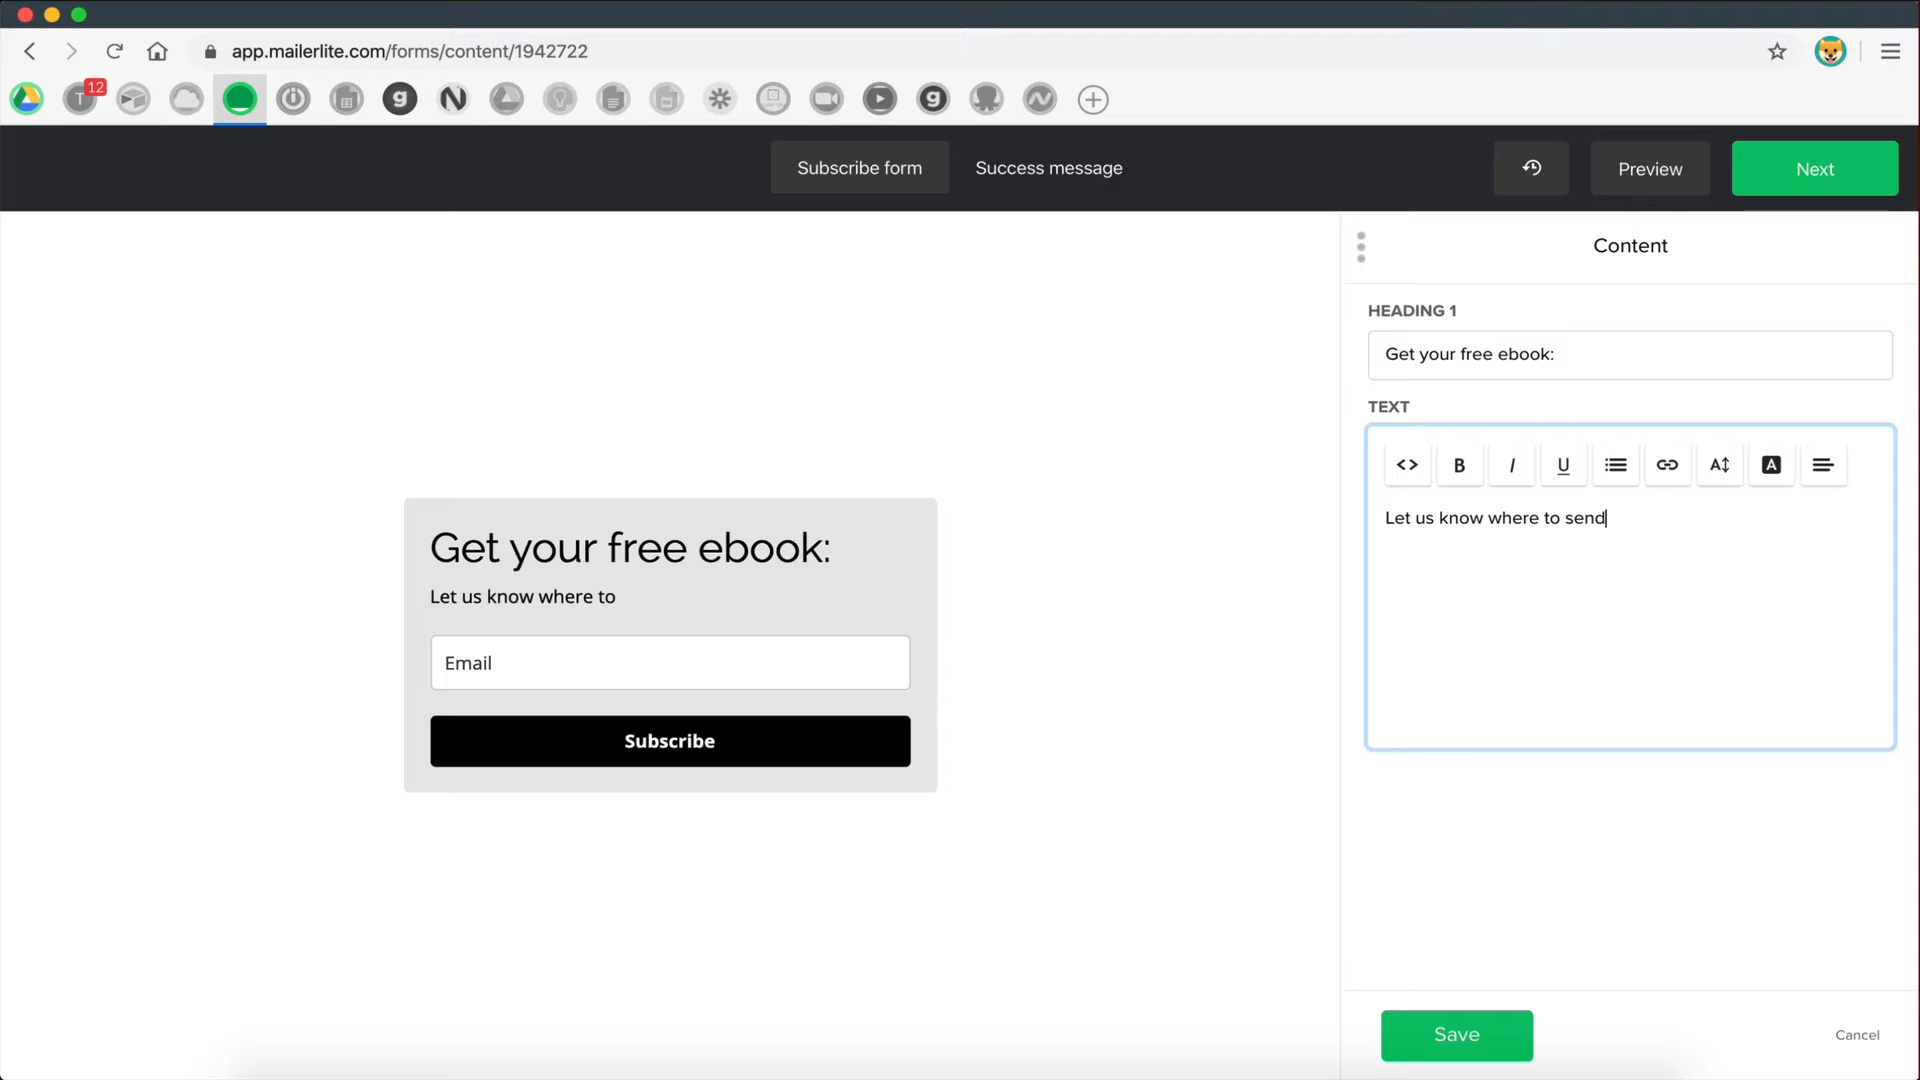 app.mailerlite.com/forms/content/1942722
T
12
g
N
g
Subscribe form
Success message
Preview
Next
Content
HEADING 1
Get your free ebook:
TEXT
<> B I U A A
Let us know where to send
Get your free ebook:
Let us know where to
Email
Subscribe
Save
Cancel